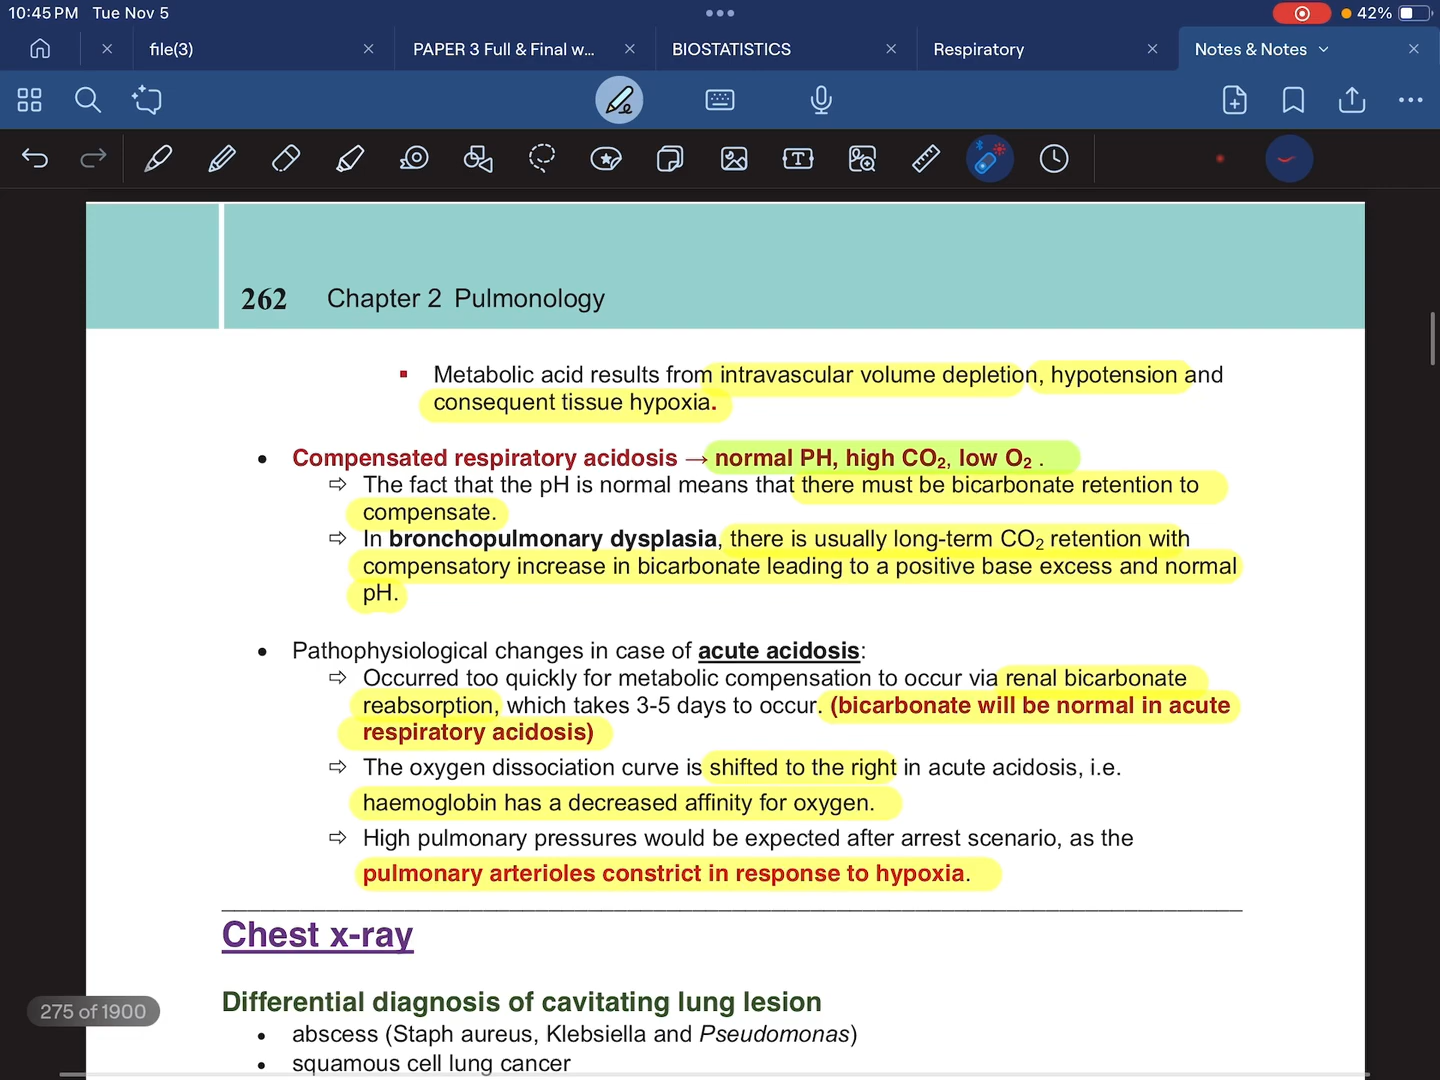 10:45 PM Tue Nov 5
42%
file(3)
PAPER 3 Full & Final w...
BIOSTATISTICS
Respiratory
Notes & Notes
262 Chapter 2 Pulmonology
▪ Metabolic acid results from intravascular volume depletion, hypotension and
consequent tissue hypoxia.
• Compensated respiratory acidosis → normal PH, high CO₂, low O₂ .
⇨ The fact that the pH is normal means that there must be bicarbonate retention to
compensate.
⇨ In bronchopulmonary dysplasia, there is usually long-term CO₂ retention with
compensatory increase in bicarbonate leading to a positive base excess and normal
pH.
• Pathophysiological changes in case of acute acidosis:
⇨ Occurred too quickly for metabolic compensation to occur via renal bicarbonate
reabsorption, which takes 3-5 days to occur. (bicarbonate will be normal in acute
respiratory acidosis)
⇨ The oxygen dissociation curve is shifted to the right in acute acidosis, i.e.
haemoglobin has a decreased affinity for oxygen.
⇨ High pulmonary pressures would be expected after arrest scenario, as the
pulmonary arterioles constrict in response to hypoxia.
Chest x-ray
Differential diagnosis of cavitating lung lesion
275 of 1900
• abscess (Staph aureus, Klebsiella and Pseudomonas)
• squamous cell lung cancer